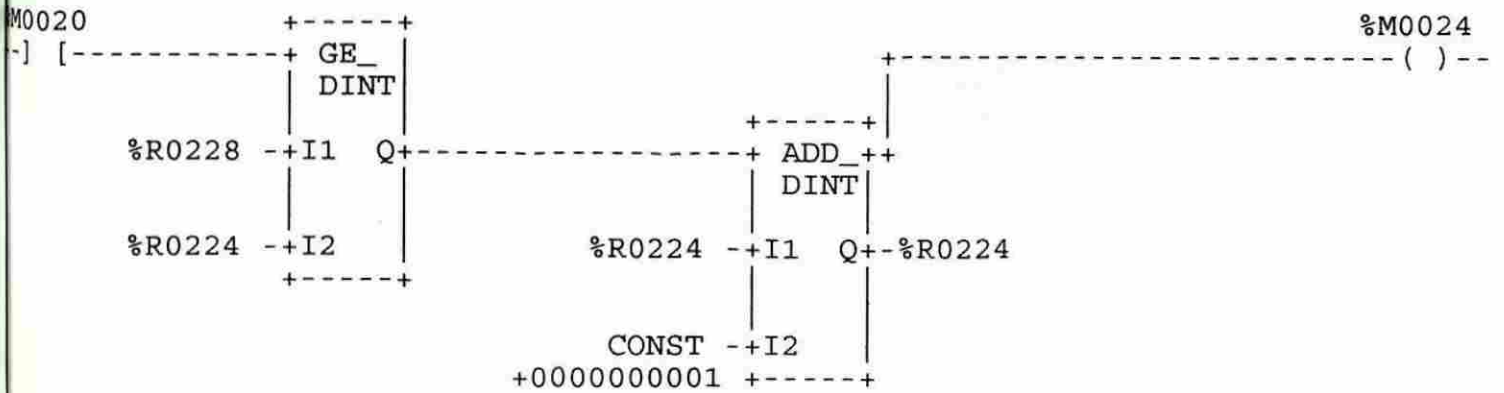 M0020 +-----+ %M0024
-] [------------+ GE_ +--------------------------( )--
DINT
+-----+
%R0228 -+I1 Q+-----------------+ ADD_++
DINT
%R0224 -+I2 %R0224 -+I1 Q+-%R0224
+-----+
CONST -+I2
+0000000001 +-----+